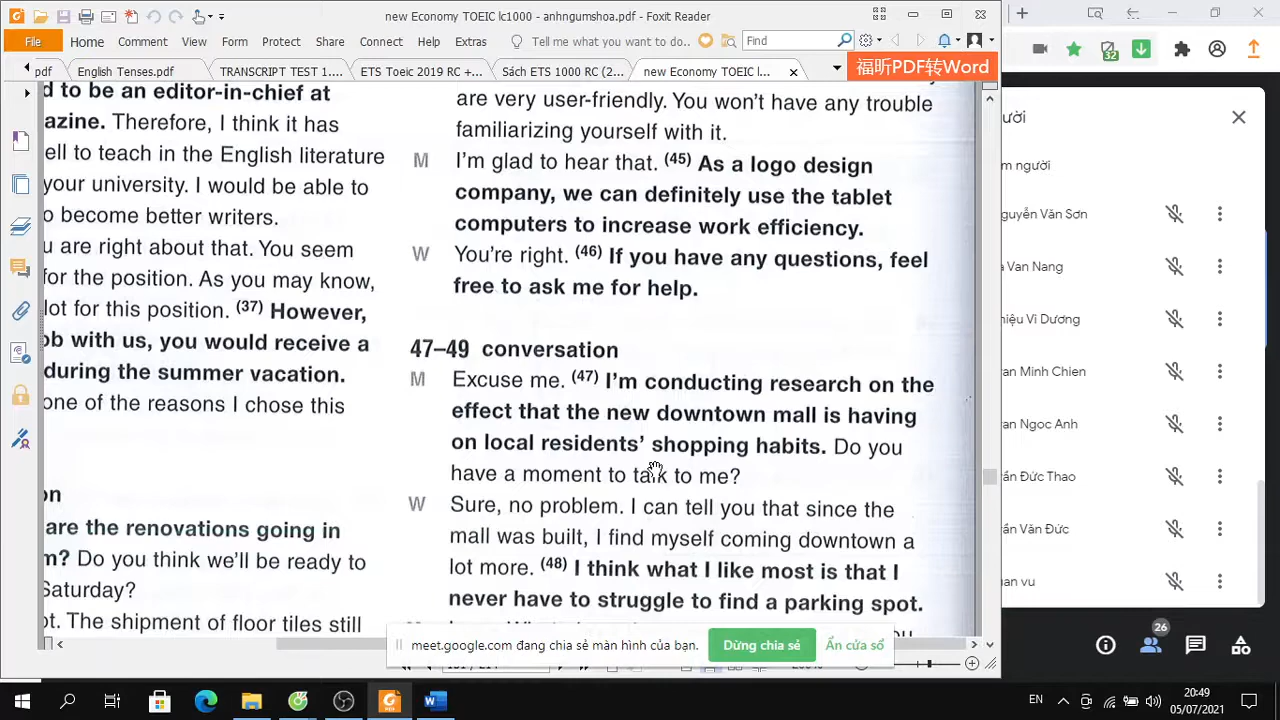 new Economy TOEIC lc1000 - anhngumshoa.pdf - Foxit Reader
File Home Comment View Form Protect Share Connect Help Extras Tell me what you want to do.. Find
pdf English Tenses.pdf TRANSCRIPT TEST 1.... ETS Toeic 2019 RC +... Sách ETS 1000 RC (2... new Economy TOEIC l... 福昕PDF转Word
d to be an editor-in-chief at
azine. Therefore, I think it has
ell to teach in the English literature
your university. I would be able to
o become better writers.
u are right about that. You seem
for the position. As you may know,
lot for this position. (37) However,
ob with us, you would receive a
during the summer vacation.
one of the reasons I chose this
on
are the renovations going in
m? Do you think we'll be ready to
Saturday?
ot. The shipment of floor tiles still
are very user-friendly. You won't have any trouble
familiarizing yourself with it.
M I'm glad to hear that. (45) As a logo design
company, we can definitely use the tablet
computers to increase work efficiency.
W You're right. (46) If you have any questions, feel
free to ask me for help.
47–49 conversation
M Excuse me. (47) I'm conducting research on the
effect that the new downtown mall is having
on local residents' shopping habits. Do you
have a moment to talk to me?
W Sure, no problem. I can tell you that since the
mall was built, I find myself coming downtown a
lot more. (48) I think what I like most is that I
never have to struggle to find a parking spot.
meet.google.com đang chia sẻ màn hình của bạn. Dừng chia sẻ Ẩn cửa sổ
32
ười
m người
guyễn Văn Sơn
a Van Nang
hiệu Vi Dương
ran Minh Chien
an Ngoc Anh
rần Đức Thao
rần Văn Đức
han vu
26
EN 20:49
05/07/2021